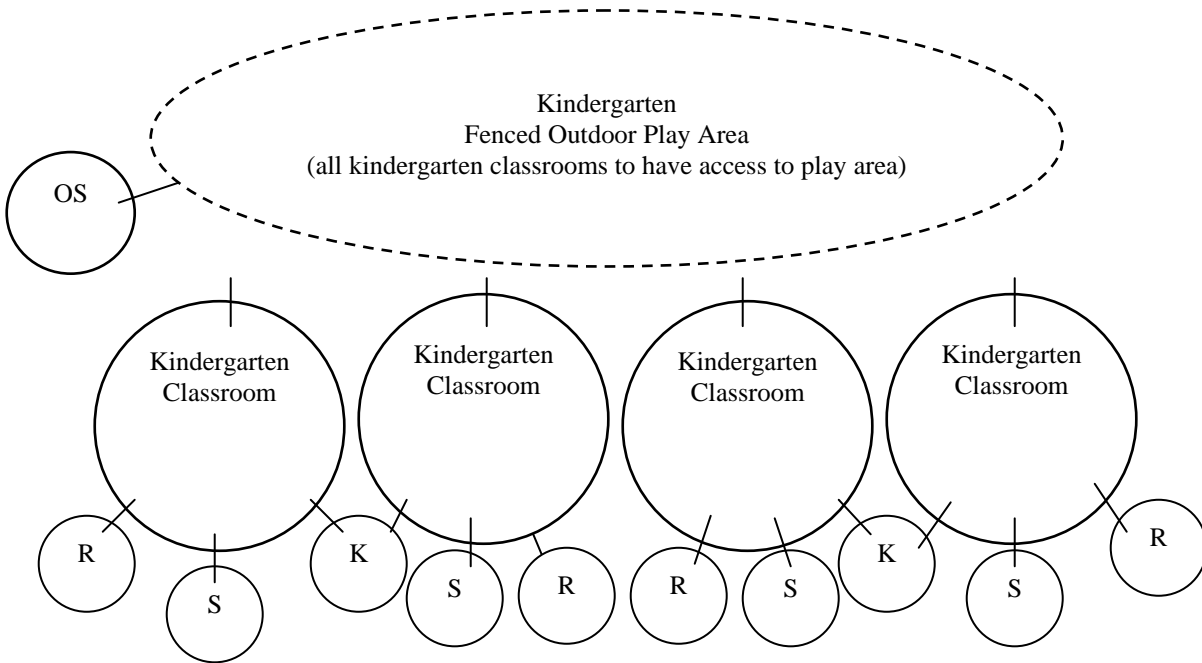 Kindergarten
Fenced Outdoor Play Area
(all kindergarten classrooms to have access to play area)
OS
Kindergarten
Classroom
Kindergarten
Classroom
Kindergarten
Classroom
Kindergarten
Classroom
R
S
K
S
R
R
S
K
S
R